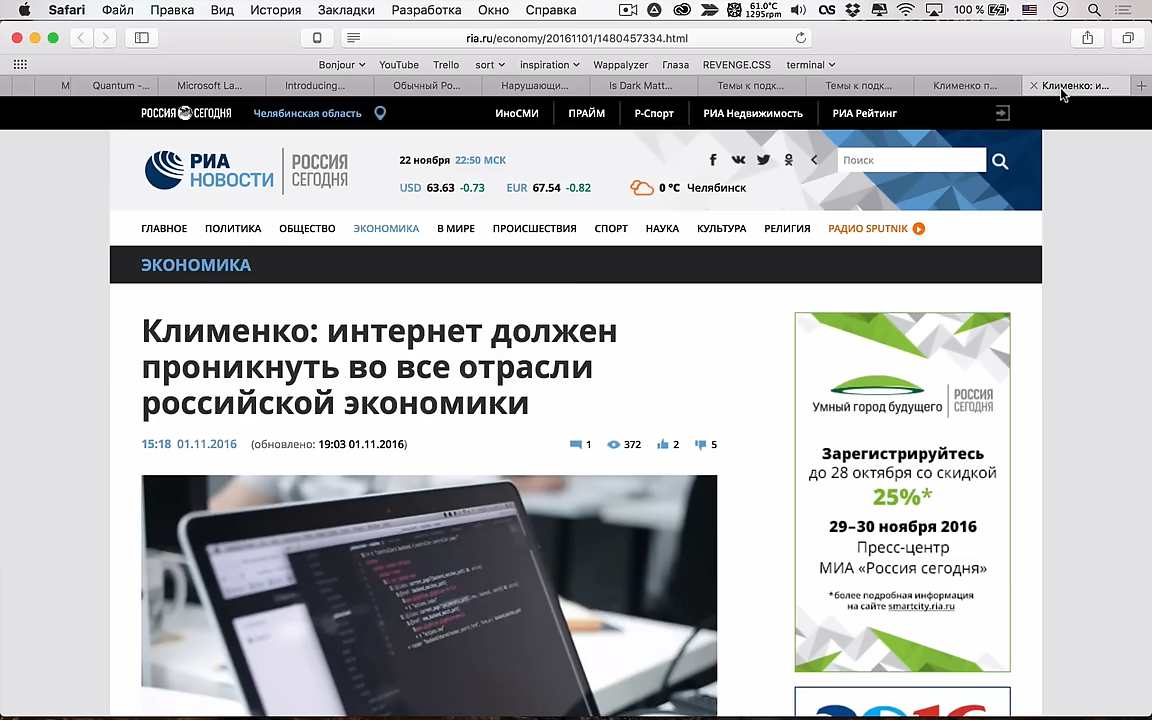 Safari Файл Правка Вид История Закладки Разработка Окно Справка 61.0°C 1295rpm 100 %
ria.ru/economy/20161101/1480457334.html
Bonjour YouTube Trello sort inspiration Wappalyzer Глаза REVENGE.CSS terminal
M Quantum -... Microsoft La... Introducing... Обычный Ро... Нарушающи... Is Dark Matt... Темы к подк... Темы к подк... Клименко п... Клименко: и...
РОССИЯ СЕГОДНЯ Челябинская область ИноСМИ ПРАЙМ Р-Спорт РИА Недвижимость РИА Рейтинг
РИА НОВОСТИ
РОССИЯ СЕГОДНЯ
22 ноября 22:50 МСК
Поиск
USD 63.63 -0.73 EUR 67.54 -0.82 0 °C Челябинск
ГЛАВНОЕ ПОЛИТИКА ОБЩЕСТВО ЭКОНОМИКА В МИРЕ ПРОИСШЕСТВИЯ СПОРТ НАУКА КУЛЬТУРА РЕЛИГИЯ РАДИО SPUTNIK
ЭКОНОМИКА
Клименко: интернет должен
проникнуть во все отрасли
российской экономики
15:18 01.11.2016 (обновлено: 19:03 01.11.2016) 1 372 2 5
Умный город будущего
РОССИЯ СЕГОДНЯ
Зарегистрируйтесь
до 28 октября со скидкой
25%*
29–30 ноября 2016
Пресс-центр
МИА «Россия сегодня»
*более подробная информация
на сайте smartcity.ria.ru